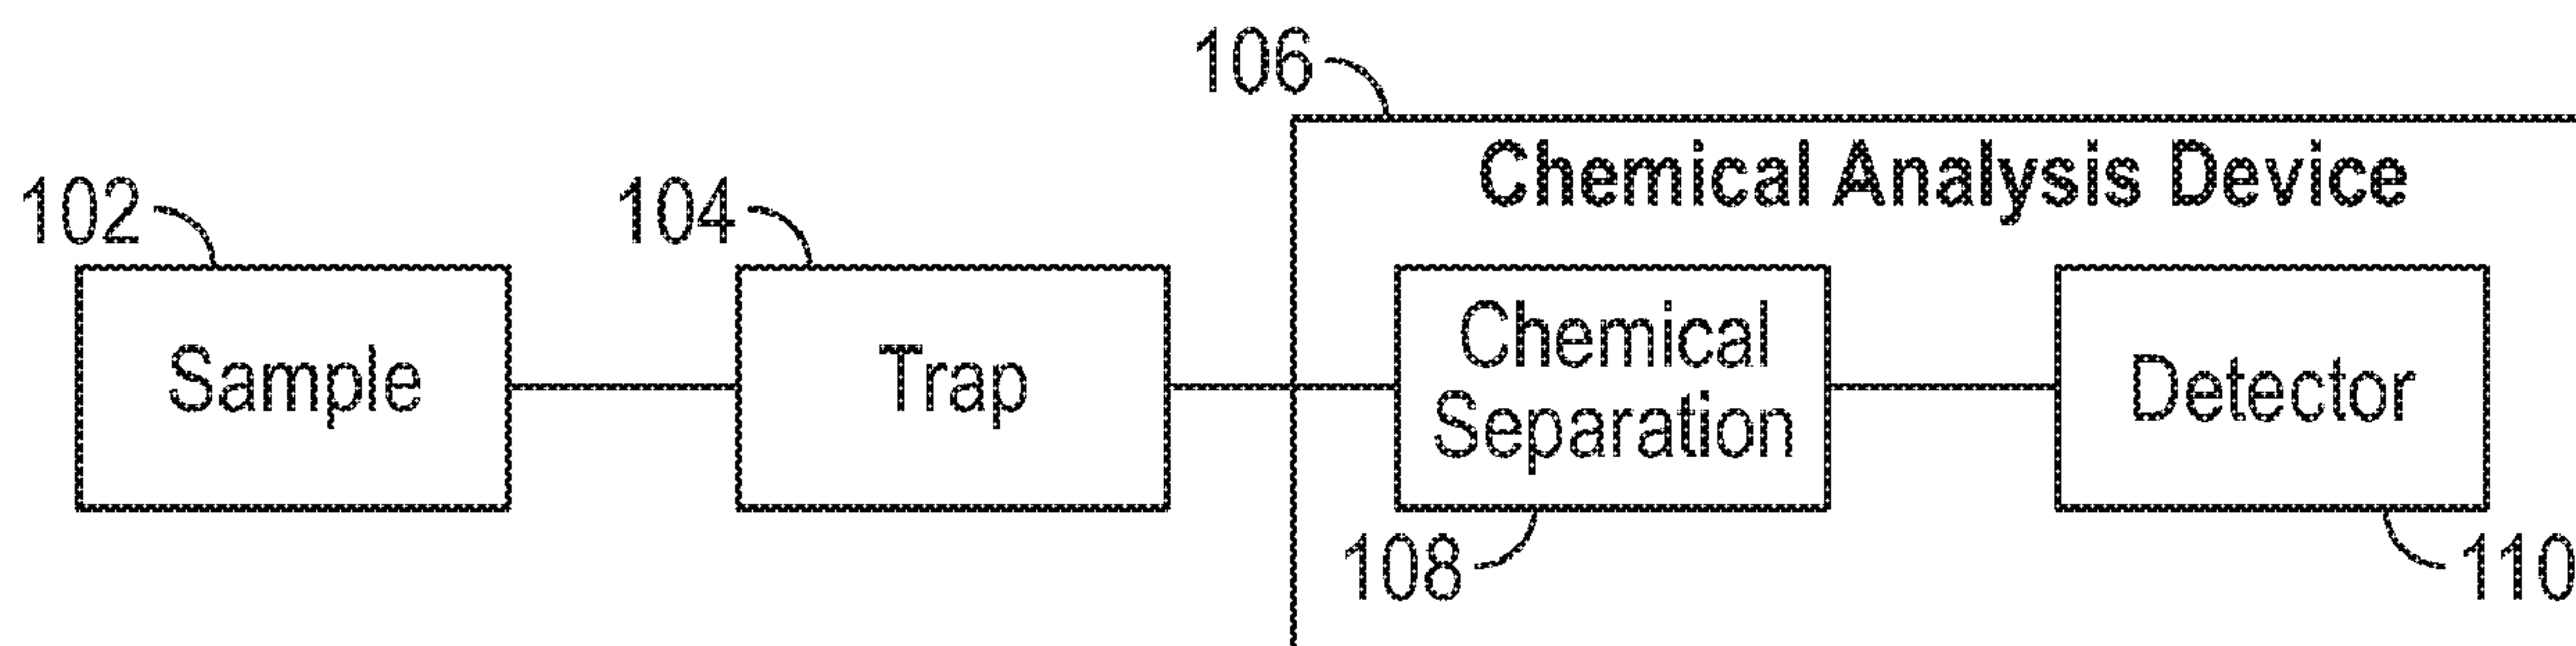 106
Chemical Analysis Device
102
104
Sample
Trap
Chemical
Separation
Detector
108
110